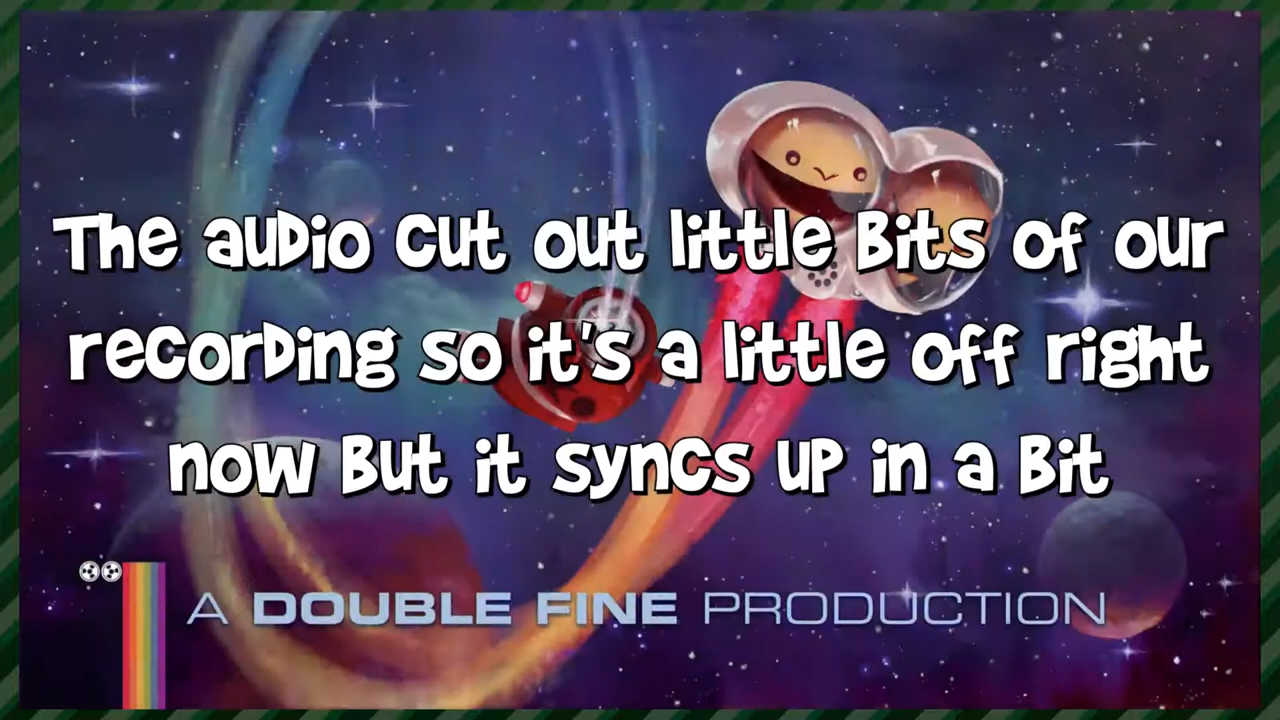 The audio cut out little Bits of our
recording so it's a little off right
now But it syncs up in a Bit
A DOUBLE FINE PRODUCTION